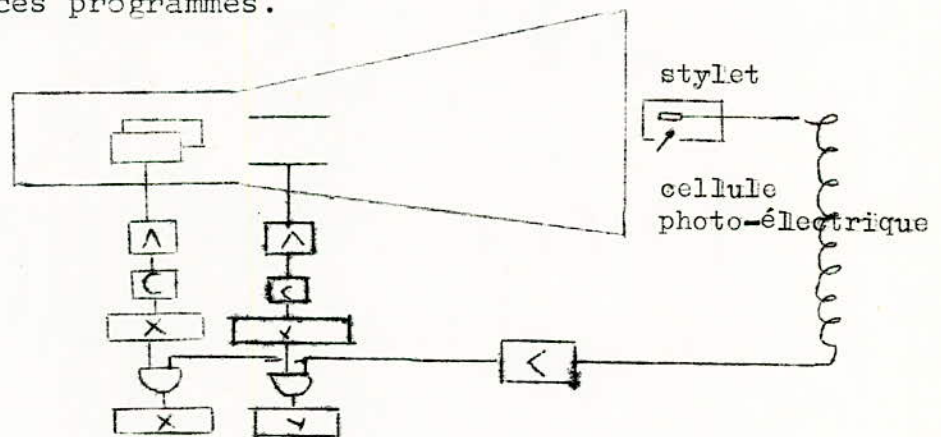 ces programmes.
stylet
cellule
photo-électrique
Λ Λ
C C
X Y
<
X Y